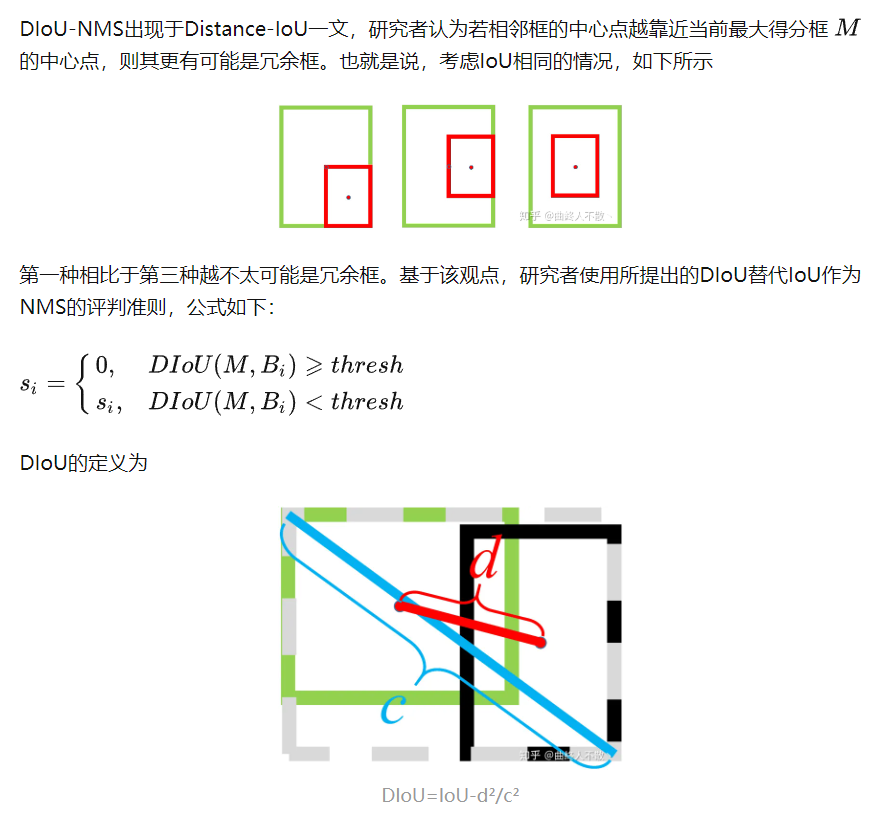 DIoU-NMS出现于Distance-IoU一文，研究者认为若相邻框的中心点越靠近当前最大得分框 M
的中心点，则其更有可能是冗余框。也就是说，考虑IoU相同的情况，如下所示
知乎 @曲终人不散丶
第一种相比于第三种越不太可能是冗余框。基于该观点，研究者使用所提出的DIoU替代IoU作为
NMS的评判准则，公式如下：
s_i = { 0, DIoU(M, B_i) ⩾ thresh
s_i, DIoU(M, B_i) < thresh
DIoU的定义为
d
c
知乎 @曲终人不散丶
DIoU=IoU-d²/c²